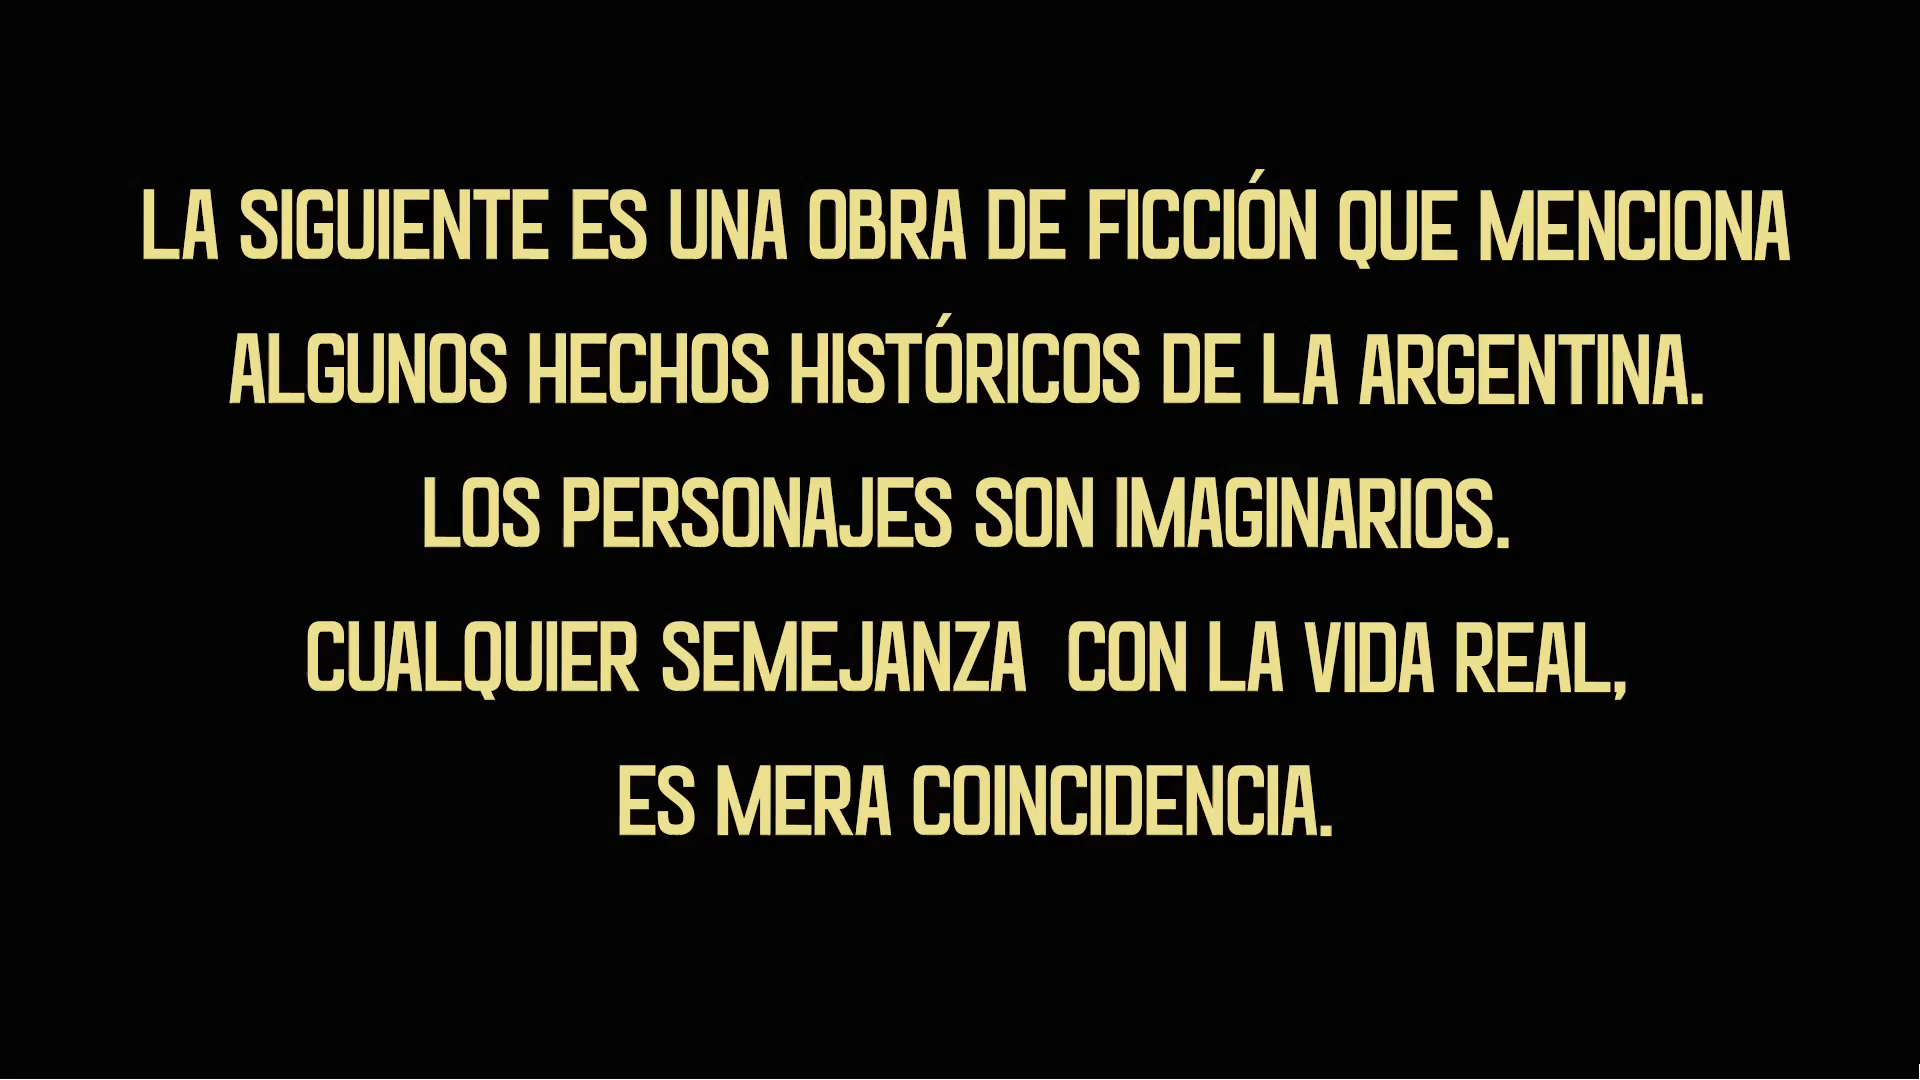 LA SIGUIENTE ES UNA OBRA DE FICCIÓN QUE MENCIONA
ALGUNOS HECHOS HISTÓRICOS DE LA ARGENTINA.
LOS PERSONAJES SON IMAGINARIOS.
CUALQUIER SEMEJANZA  CON LA VIDA REAL,
ES MERA COINCIDENCIA.